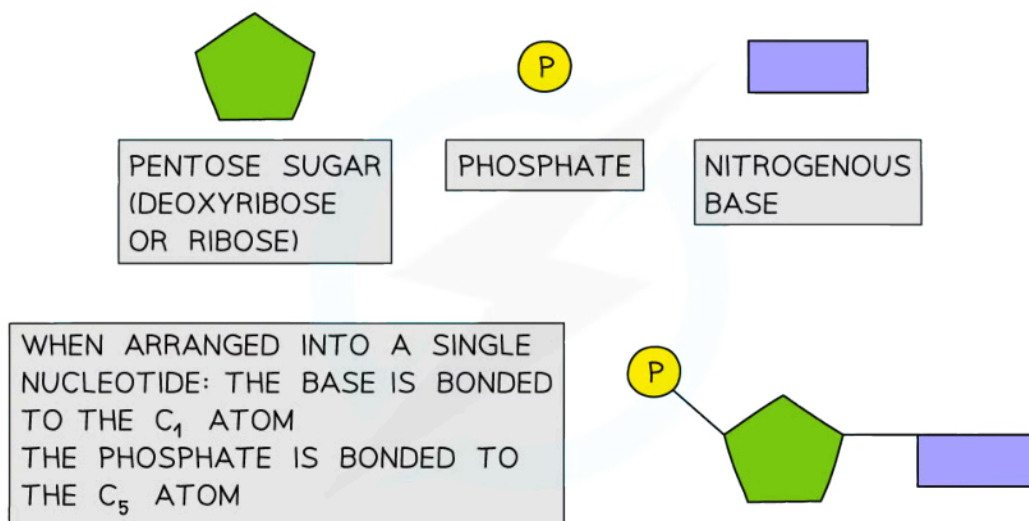 P
PENTOSE SUGAR
(DEOXYRIBOSE
OR RIBOSE)
PHOSPHATE
NITROGENOUS
BASE
WHEN ARRANGED INTO A SINGLE
NUCLEOTIDE: THE BASE IS BONDED
TO THE C₁ ATOM
THE PHOSPHATE IS BONDED TO
THE C₅ ATOM
P